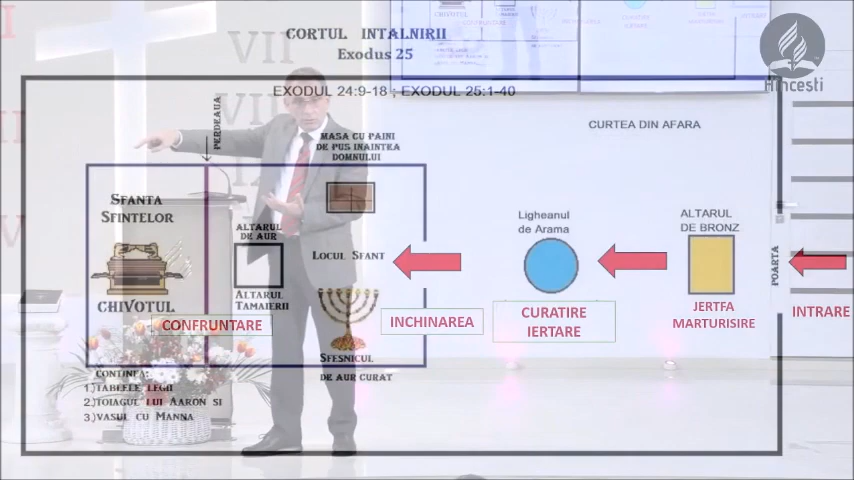 CORTUL INTALNIRII
Exodus 25
Hincesti
EXODUL 24:9-18 ; EXODUL 25:1-40
PERDEAUA
CURTEA DIN AFARA
MASA CU PAINI
DE PUS INAINTEA
DOMNULUI
SFANTA
SFINTELOR
ALTARUL
DE AUR
LOCUL SFANT
Ligheanul
de Arama
ALTARUL
DE BRONZ
POARTA
CHIVOTUL
ALTARUL
TAMAIERII
CONFRUNTARE
INCHINAREA
CURATIRE
IERTARE
JERTFA
MARTURISIRE
INTRARE
SFESNICUL
DE AUR CURAT
CONTINEA:
1.)TABLELE LEGII
2.)TOIAGUL LUI AARON SI
3.)VASUL CU MANNA
VII
VII